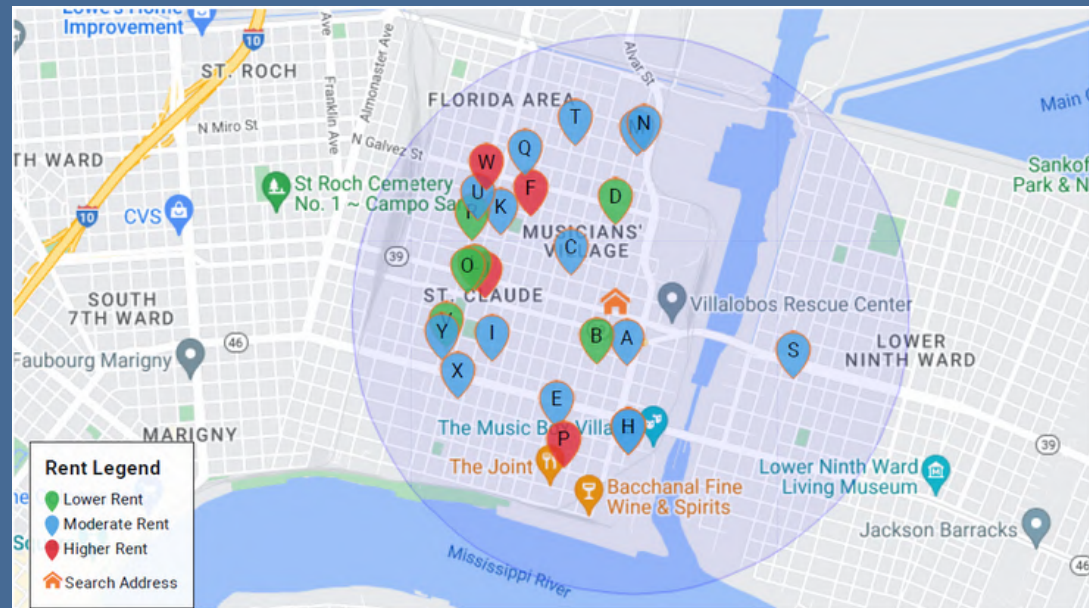 Lowe's Home
Improvement
10
ST. ROCH
Franklin Ave
Almonaster Ave
Alvar St
FLORIDA AREA
N Miro St
N Galvez St
T
N
Q
W
F
U
K
D
Main
TH WARD
St Roch Cemetery
No. 1 ~ Campo San
Sankof
Park & N
10
CVS
MUSICIANS'
VILLAGE
C
39
O
ST. CLAUDE
SOUTH
7TH WARD
Villalobos Rescue Center
Y
I
B
A
S
LOWER
NINTH WARD
46
Faubourg Marigny
X
E
H
The Music Box Villa
P
MARIGNY
The Joint
39
Lower Ninth Ward
Living Museum
Bacchanal Fine
Wine & Spirits
Jackson Barracks
46
Mississippi River
Rent Legend
Lower Rent
Moderate Rent
Higher Rent
Search Address